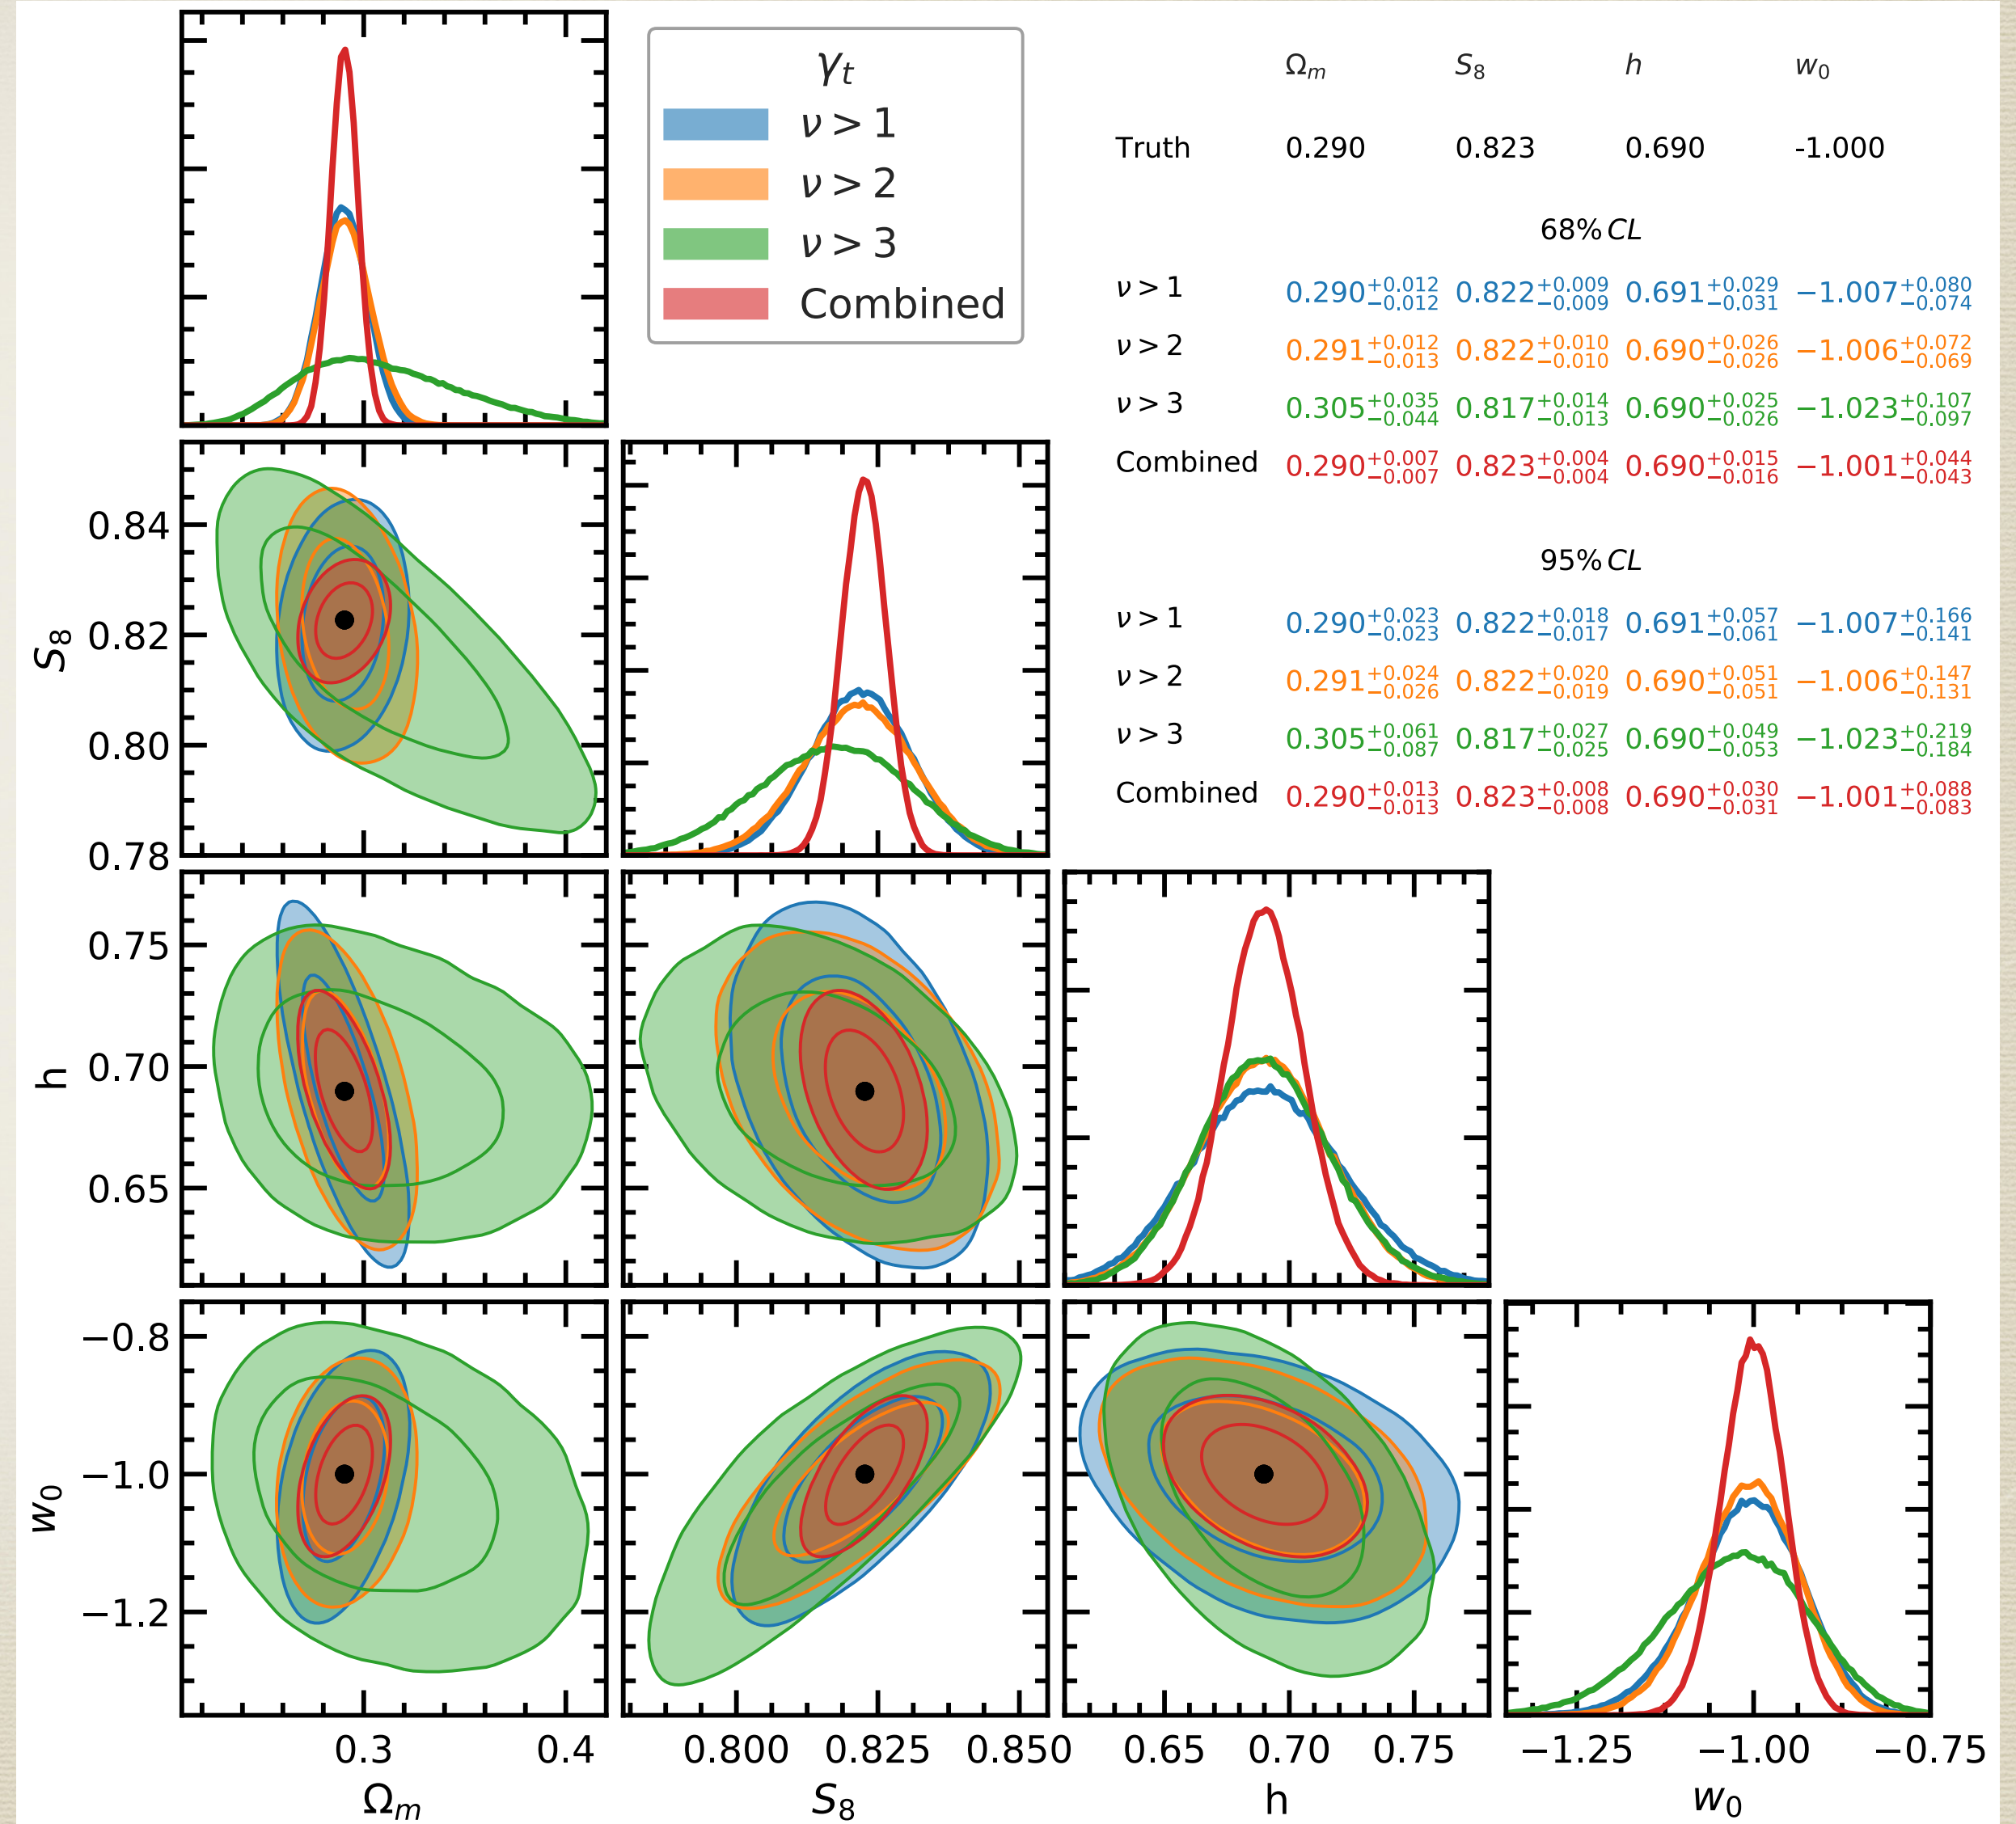 γt
ν > 1
ν > 2
ν > 3
Combined
Ωm S8 h w0
Truth 0.290 0.823 0.690 -1.000
68% CL
ν > 1 0.290+0.012−0.012 0.822+0.009−0.009 0.691+0.029−0.031 −1.007+0.080−0.074
ν > 2 0.291+0.012−0.013 0.822+0.010−0.010 0.690+0.026−0.026 −1.006+0.072−0.069
ν > 3 0.305+0.035−0.044 0.817+0.014−0.013 0.690+0.025−0.026 −1.023+0.107−0.097
Combined 0.290+0.007−0.007 0.823+0.004−0.004 0.690+0.015−0.016 −1.001+0.044−0.043
95% CL
ν > 1 0.290+0.023−0.023 0.822+0.018−0.017 0.691+0.057−0.061 −1.007+0.166−0.141
ν > 2 0.291+0.024−0.026 0.822+0.020−0.019 0.690+0.051−0.051 −1.006+0.147−0.131
ν > 3 0.305+0.061−0.087 0.817+0.027−0.025 0.690+0.049−0.053 −1.023+0.219−0.184
Combined 0.290+0.013−0.013 0.823+0.008−0.008 0.690+0.030−0.031 −1.001+0.088−0.083
S8
0.84
0.82
0.80
0.78
h
0.75
0.70
0.65
w0
−0.8
−1.0
−1.2
0.3 0.4 0.800 0.825 0.850 0.65 0.70 0.75 −1.25 −1.00 −0.75
Ωm S8 h w0